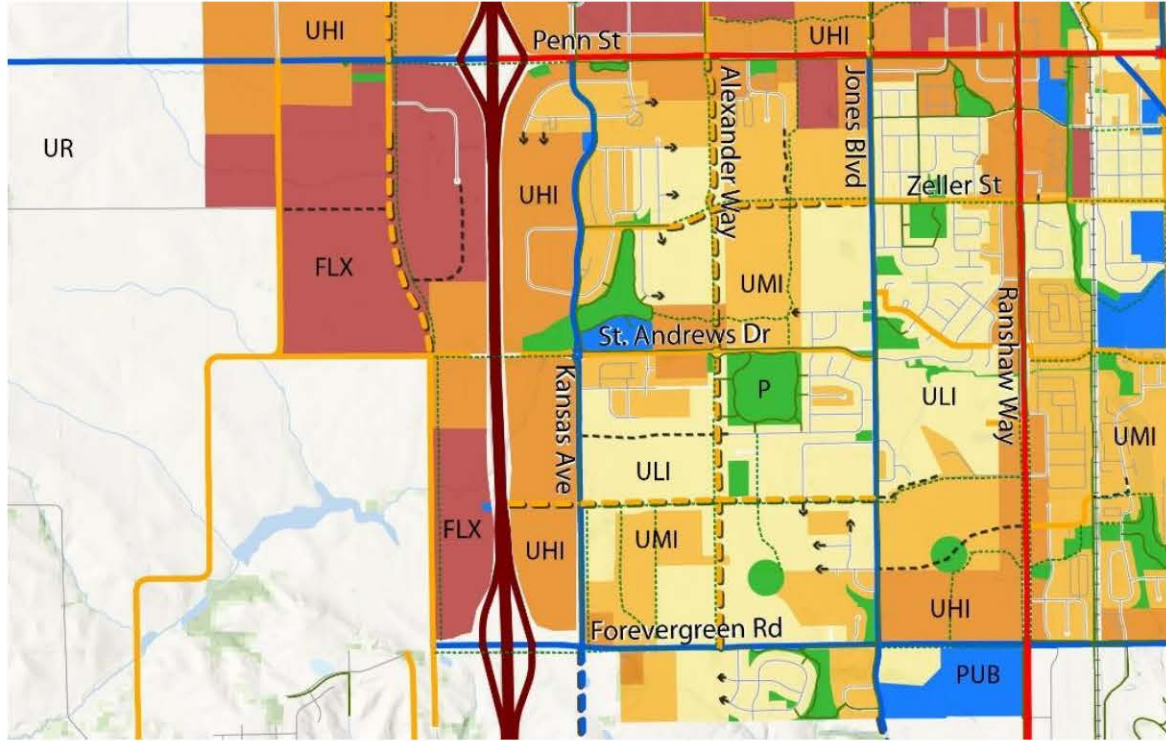 UHI
Penn St
UHI
UR
Alexander Way
Jones Blvd
UHI
Zeller St
FLX
UMI
Ranshaw Way
St. Andrews Dr
Kansas Ave
P
ULI
UMI
ULI
FLX
UHI
UMI
UHI
Forevergreen Rd
PUB